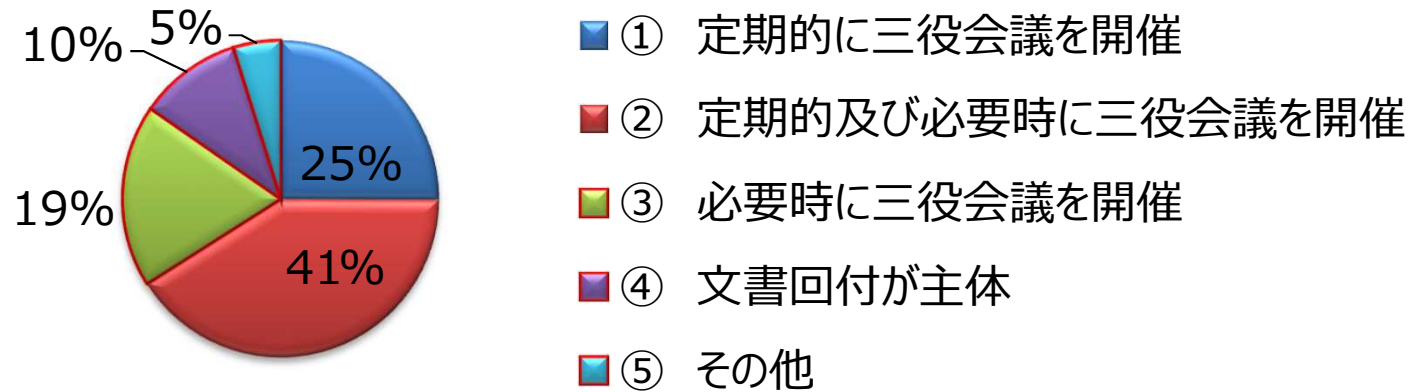 5%
10%
25%
19%
41%
① 定期的に三役会議を開催
② 定期的及び必要時に三役会議を開催
③ 必要時に三役会議を開催
④ 文書回付が主体
⑤ その他